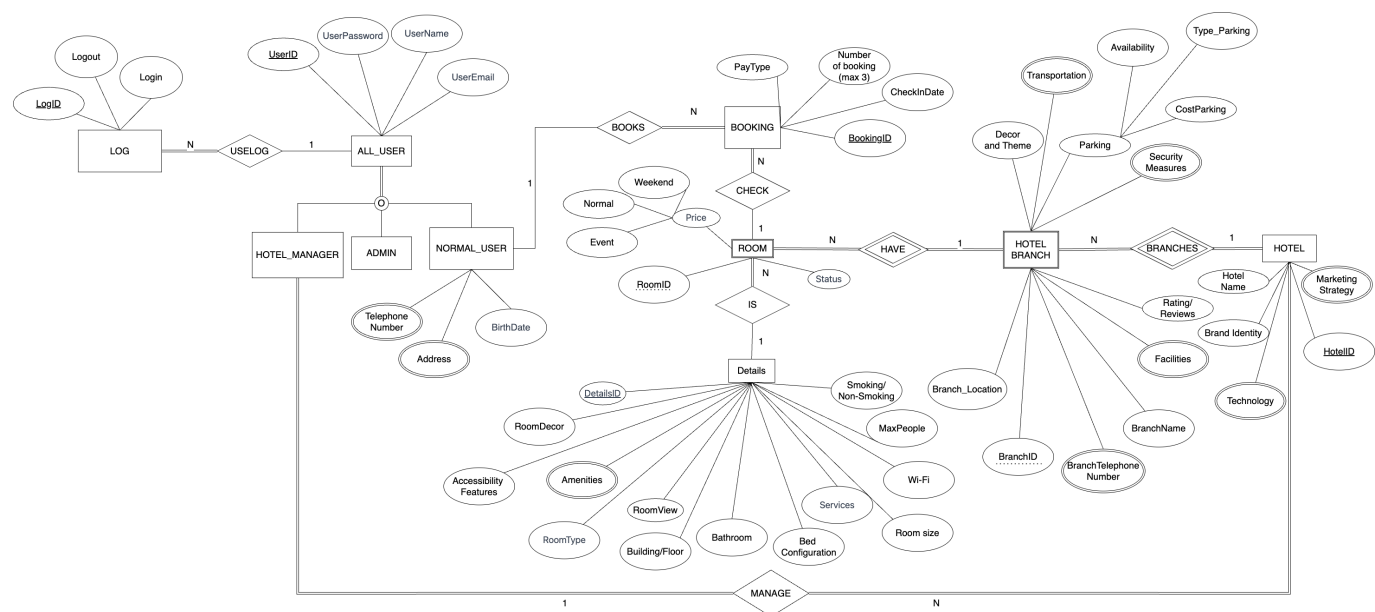 Logout
Login
LogID
LOG
N
USELOG
1
UserID
UserPassword
UserName
UserEmail
ALL_USER
O
HOTEL_MANAGER
ADMIN
NORMAL_USER
Telephone
Number
Address
BirthDate
1
BOOKS
N
PayType
Number
of booking
(max 3)
CheckInDate
BookingID
BOOKING
N
CHECK
1
Weekend
Normal
Event
Price
ROOM
RoomID
Status
N
IS
1
N
HAVE
1
Decor
and Theme
Transportation
Availability
Type_Parking
CostParking
Parking
Security
Measures
HOTEL
BRANCH
N
BRANCHES
1
HOTEL
Hotel
Name
Marketing
Strategy
Brand Identity
HotelID
Technology
Rating/
Reviews
Facilities
BranchName
BranchTelephone
Number
BranchID
Branch_Location
Details
DetailsID
RoomDecor
Accessibility
Features
Amenities
RoomType
RoomView
Building/Floor
Bathroom
Bed
Configuration
Services
Room size
Wi-Fi
MaxPeople
Smoking/
Non-Smoking
1
MANAGE
N